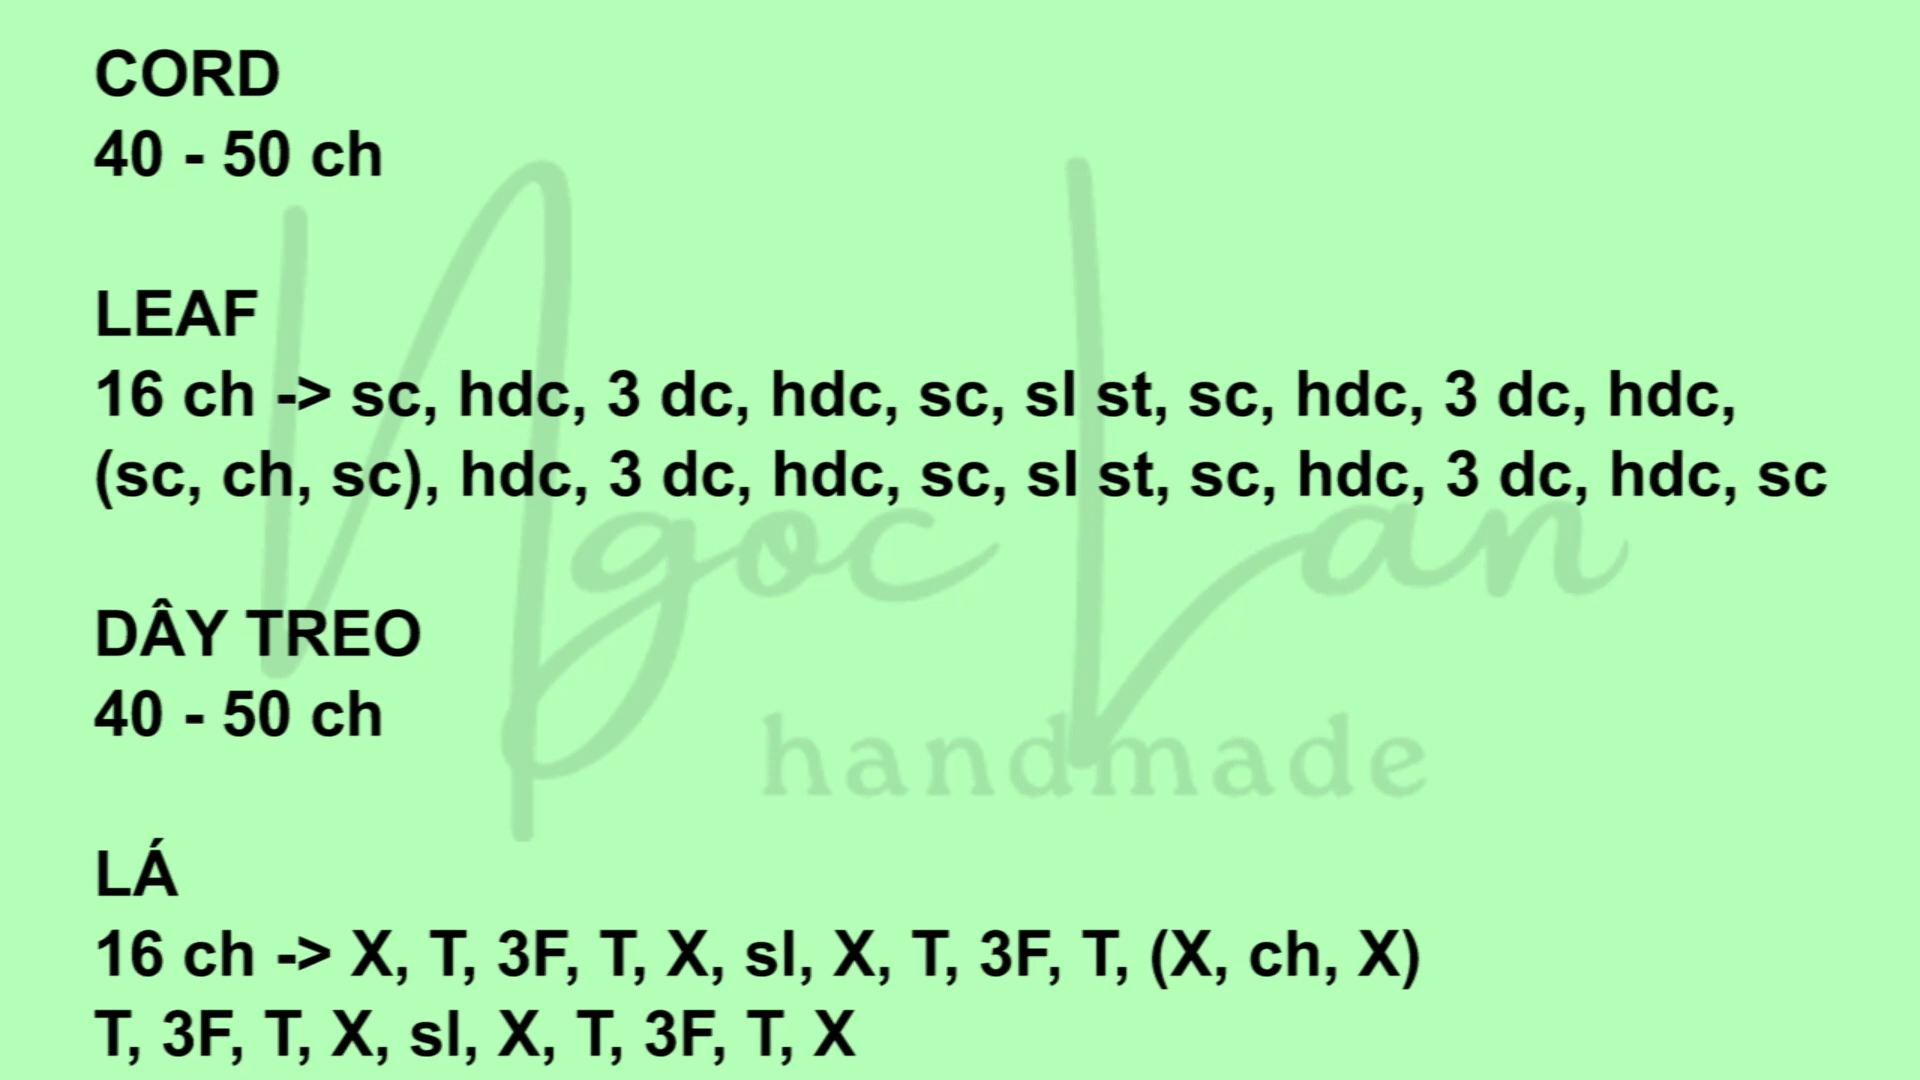 CORD
40 - 50 ch
LEAF
16 ch -> sc, hdc, 3 dc, hdc, sc, sl st, sc, hdc, 3 dc, hdc,
(sc, ch, sc), hdc, 3 dc, hdc, sc, sl st, sc, hdc, 3 dc, hdc, sc
Ngoc Lan
handmade
DÂY TREO
40 - 50 ch
LÁ
16 ch -> X, T, 3F, T, X, sl, X, T, 3F, T, (X, ch, X)
T, 3F, T, X, sl, X, T, 3F, T, X